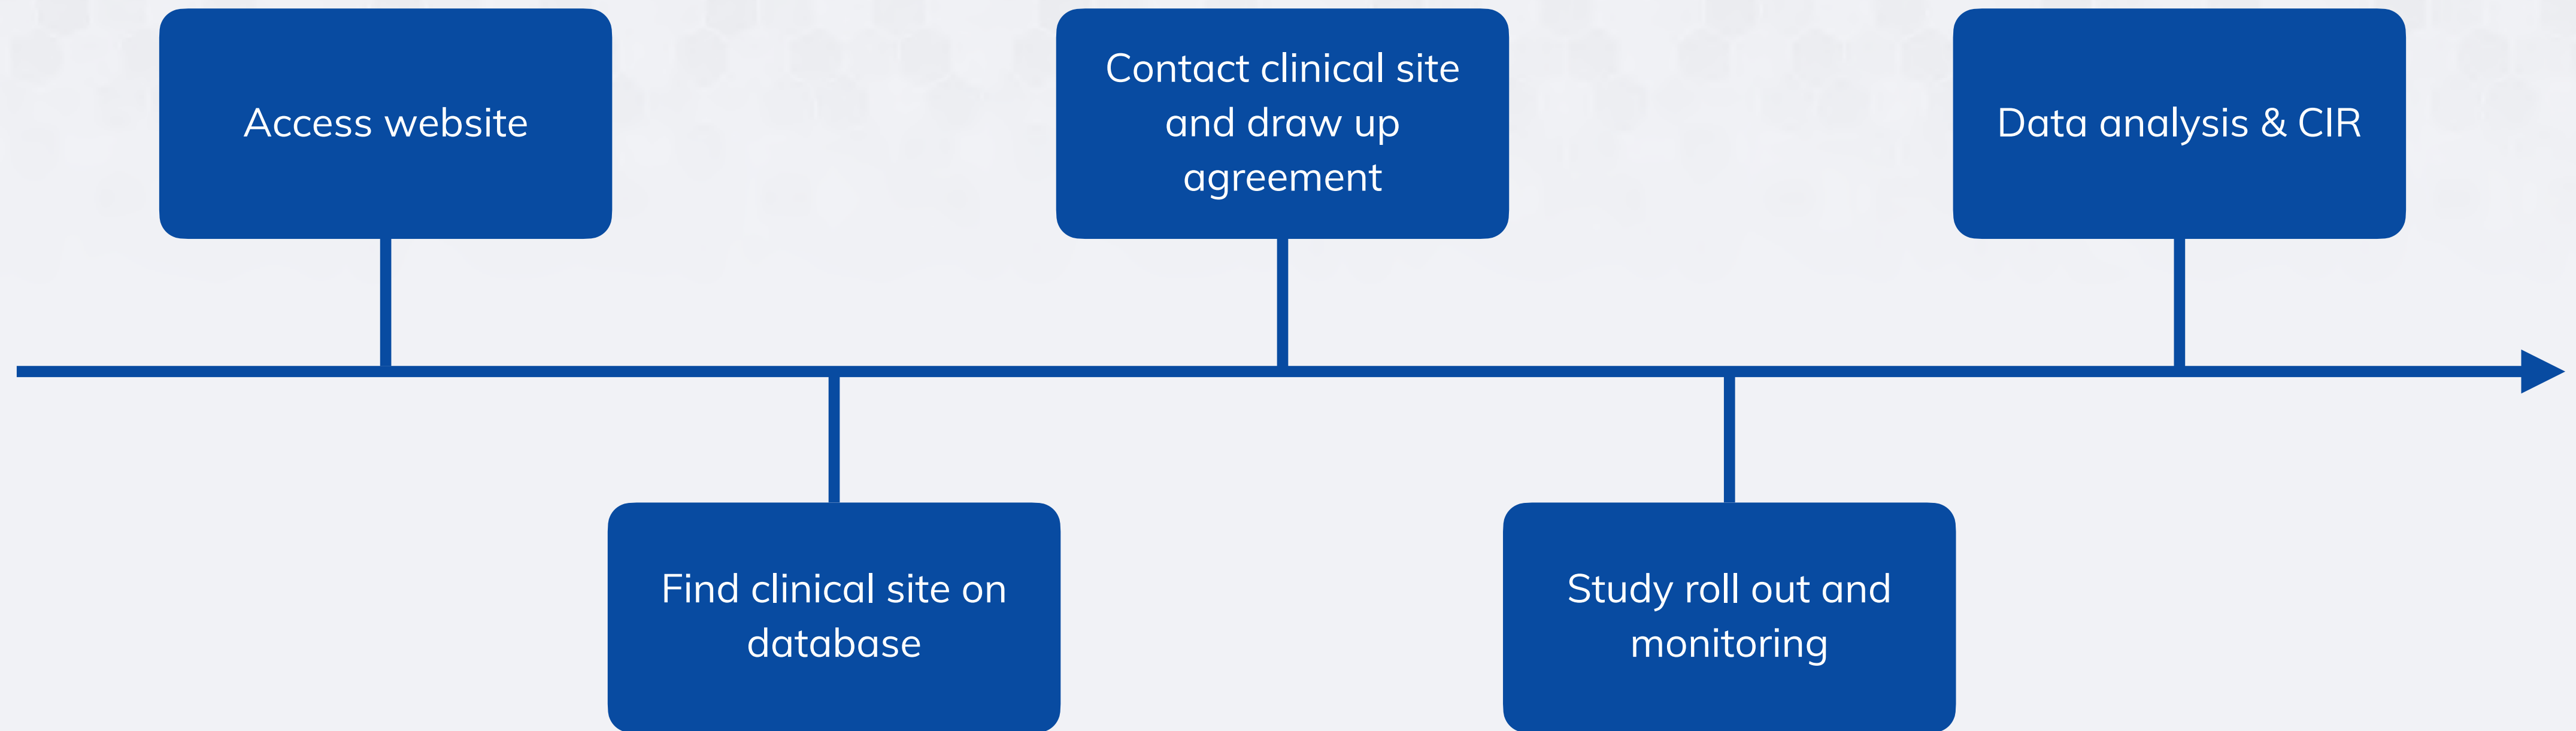 Access website
Find clinical site on
database
Contact clinical site
and draw up
agreement
Study roll out and
monitoring
Data analysis & CIR